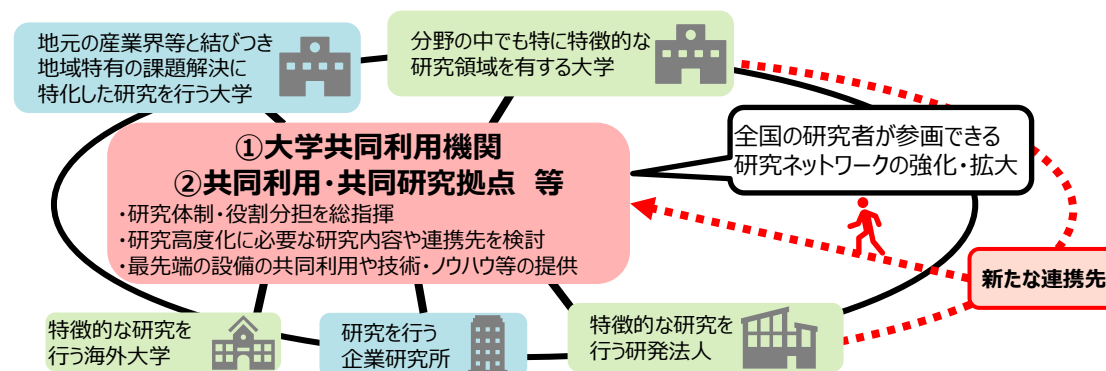 地元の産業界等と結びつき
地域特有の課題解決に
特化した研究を行う大学
分野の中でも特に特徴的な
研究領域を有する大学
①大学共同利用機関
②共同利用・共同研究拠点 等
・研究体制・役割分担を総指揮
・研究高度化に必要な研究内容や連携先を検討
・最先端の設備の共同利用や技術・ノウハウ等の提供
全国の研究者が参画できる
研究ネットワークの強化・拡大
新たな連携先
特徴的な研究を
行う海外大学
研究を行う
企業研究所
特徴的な研究を
行う研発法人